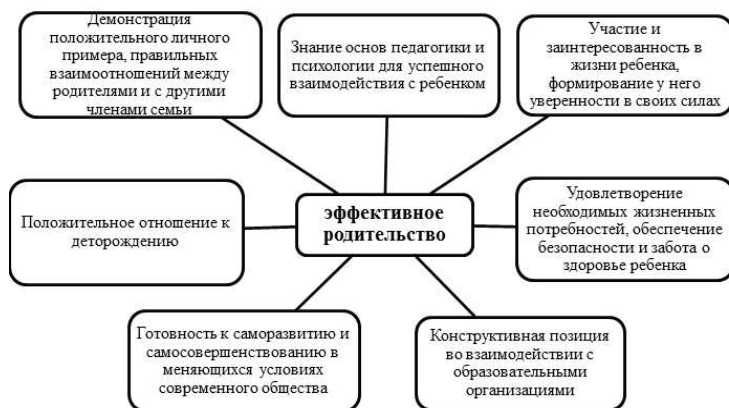 Демонстрация
положительного личного
примера, правильных
взаимоотношений между
родителями и с другими
членами семьи
Знание основ педагогики и
психологии для успешного
взаимодействия с ребенком
Участие и
заинтересованность в
жизни ребенка,
формирование у него
уверенности в своих силах
Положительное отношение к
деторождению
эффективное
родительство
Удовлетворение
необходимых жизненных
потребностей, обеспечение
безопасности и забота о
здоровье ребенка
Готовность к саморазвитию и
самосовершенствованию в
меняющихся условиях
современного общества
Конструктивная позиция
во взаимодействии с
образовательными
организациями